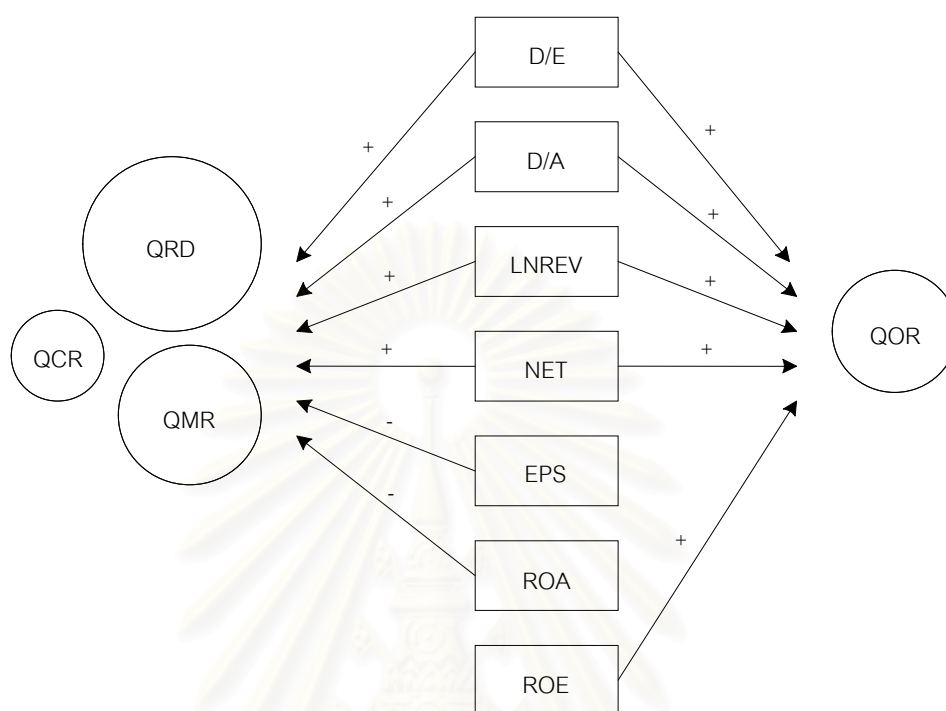 D/E
+
+
D/A
+
+
QRD
LNREV
+
+
QOR
QCR
NET
+
+
QMR
-
EPS
-
+
ROA
ROE